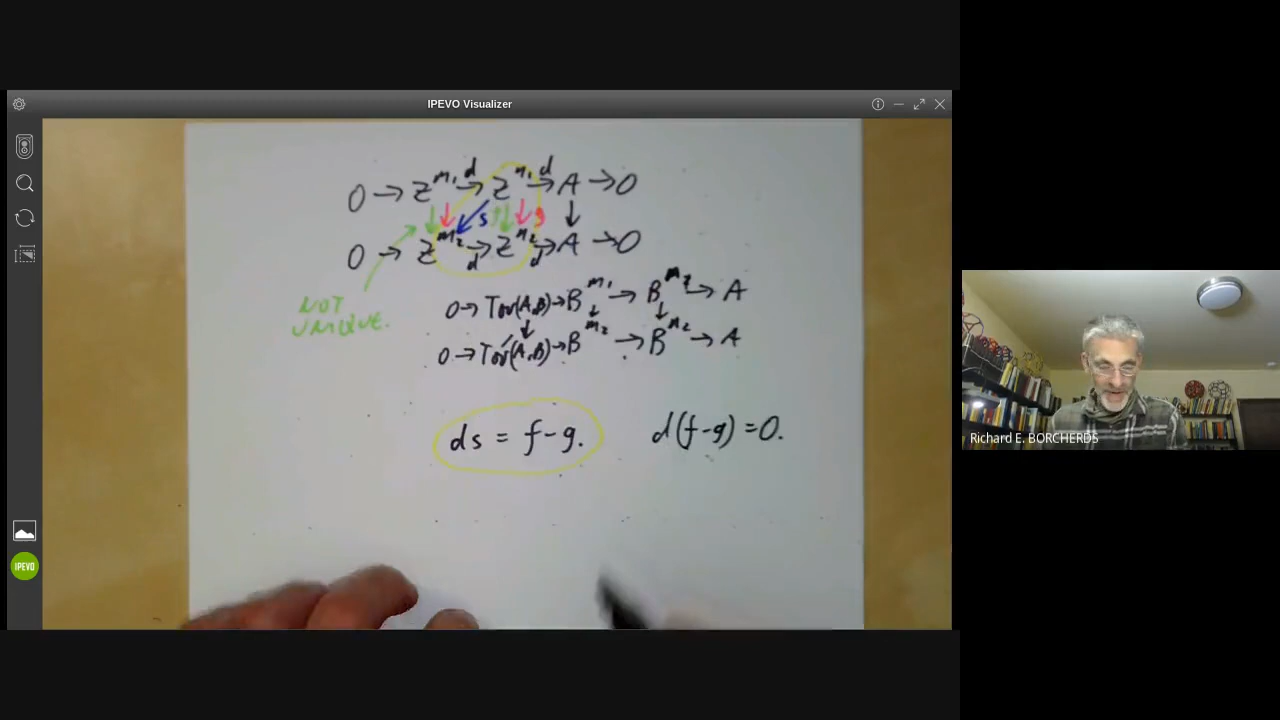 IPEVO Visualizer
0 → Z^m₁ d→ Z^n₁ d→ A → 0
f s g
0 → Z^m₂ d→ Z^n₂ d→ A → 0
NOT
UNIQUE.
0 → Tor(A,B) → B^m₁ → B^n₁ → A
0 → Tor′(A,B) → B^m₂ → B^n₂ → A
ds = f-g. d(f-g) = 0.
Richard E. BORCHERDS
IPEVO